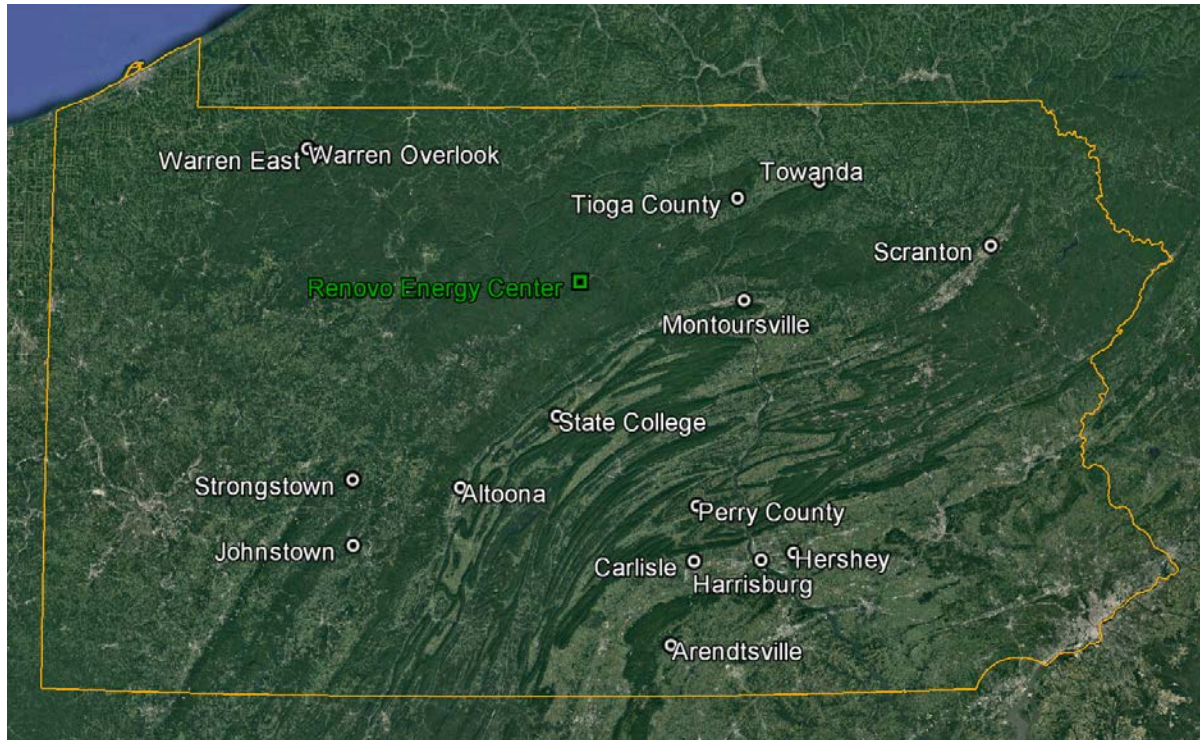 Warren East
Warren Overlook
Towanda
Tioga County
Scranton
Renovo Energy Center
Montoursville
State College
Strongstown
Altoona
Perry County
Johnstown
Carlisle
Hershey
Harrisburg
Arendtsville